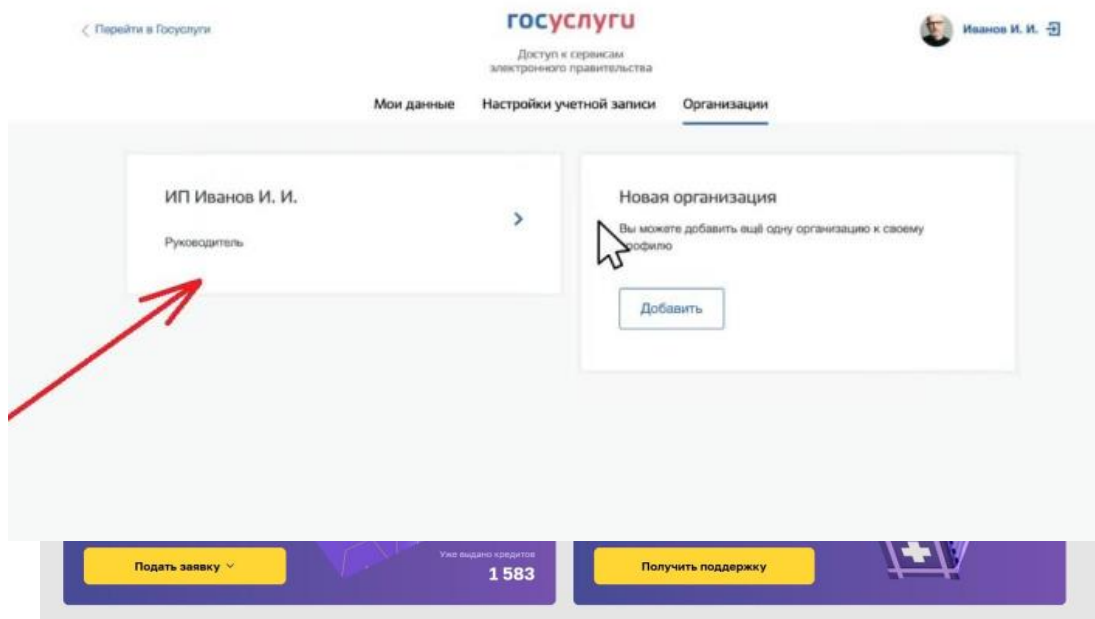 Перейти в Госуслуги
госуслуги
Иванов И. И.
Доступ к сервисам
электронного правительства
Мои данные Настройки учетной записи Организации
ИП Иванов И. И.
Руководитель
Новая организация
Вы можете добавить ещё одну организацию к своему
профилю
Добавить
Подать заявку
Уже выдано кредитов
1 583
Получить поддержку